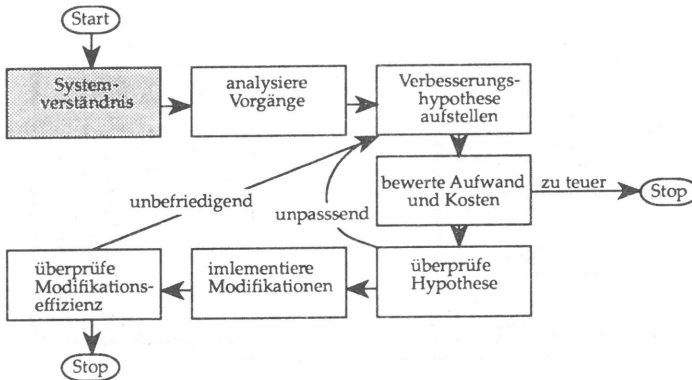 Start
System-
verständnis
analysiere
Vorgänge
Verbesserungs-
hypothese
aufstellen
bewerte Aufwand
und Kosten
zu teuer
Stop
unbefriedigend
unpasssend
überprüfe
Modifikations-
effizienz
imlementiere
Modifikationen
überprüfe
Hypothese
Stop